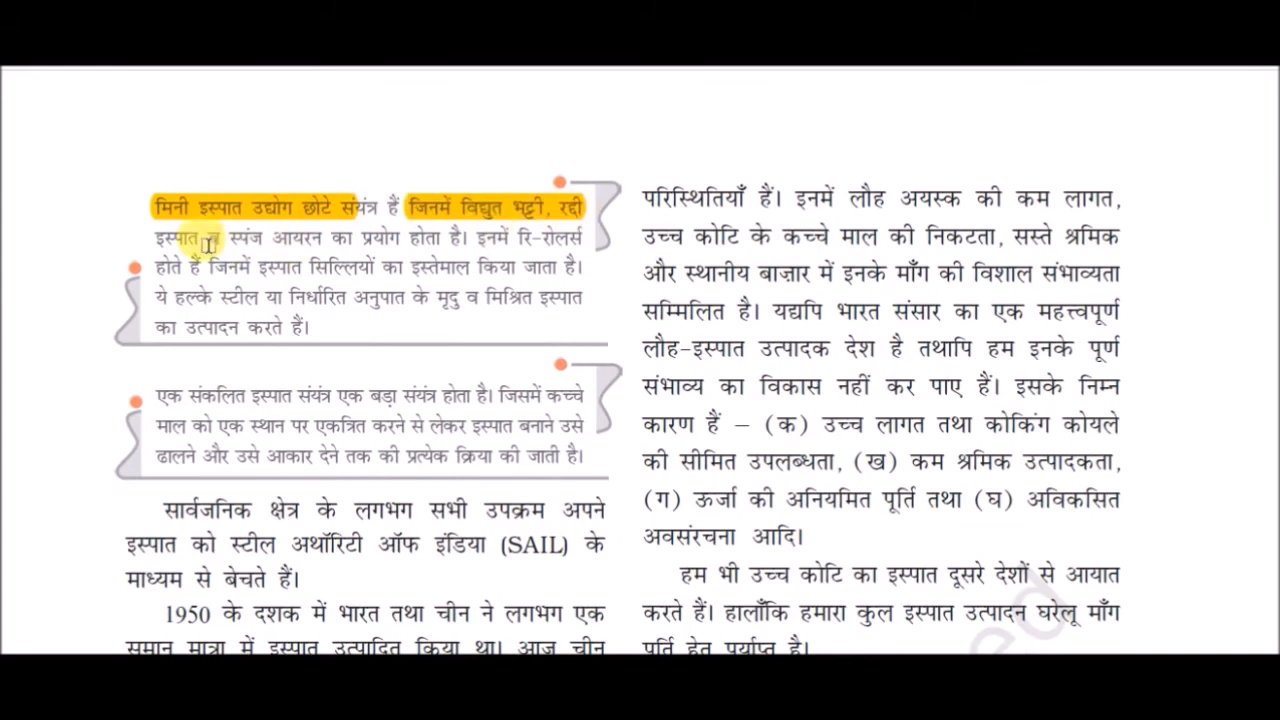 मिनी इस्पात उद्योग छोटे संयंत्र हैं जिनमें विद्युत भट्टी, रद्दी
इस्पात व स्पंज आयरन का प्रयोग होता है। इनमें रि-रोलर्स
होते हैं जिनमें इस्पात सिल्लियों का इस्तेमाल किया जाता है।
ये हल्के स्टील या निर्धारित अनुपात के मृदु व मिश्रित इस्पात
का उत्पादन करते हैं।
एक संकलित इस्पात संयंत्र एक बड़ा संयंत्र होता है। जिसमें कच्चे
माल को एक स्थान पर एकत्रित करने से लेकर इस्पात बनाने उसे
ढालने और उसे आकार देने तक की प्रत्येक क्रिया की जाती है।
सार्वजनिक क्षेत्र के लगभग सभी उपक्रम अपने
इस्पात को स्टील अथॉरिटी ऑफ इंडिया (SAIL) के
माध्यम से बेचते हैं।
1950 के दशक में भारत तथा चीन ने लगभग एक
समान मात्रा में इस्पात उत्पादित किया था। आज चीन
परिस्थितियाँ हैं। इनमें लौह अयस्क की कम लागत,
उच्च कोटि के कच्चे माल की निकटता, सस्ते श्रमिक
और स्थानीय बाज़ार में इनके माँग की विशाल संभाव्यता
सम्मिलित है। यद्यपि भारत संसार का एक महत्त्वपूर्ण
लौह-इस्पात उत्पादक देश है तथापि हम इनके पूर्ण
संभाव्य का विकास नहीं कर पाए हैं। इसके निम्न
कारण हैं – (क) उच्च लागत तथा कोकिंग कोयले
की सीमित उपलब्धता, (ख) कम श्रमिक उत्पादकता,
(ग) ऊर्जा की अनियमित पूर्ति तथा (घ) अविकसित
अवसंरचना आदि।
हम भी उच्च कोटि का इस्पात दूसरे देशों से आयात
करते हैं। हालाँकि हमारा कुल इस्पात उत्पादन घरेलू माँग
पूर्ति हेतु पर्याप्त है।